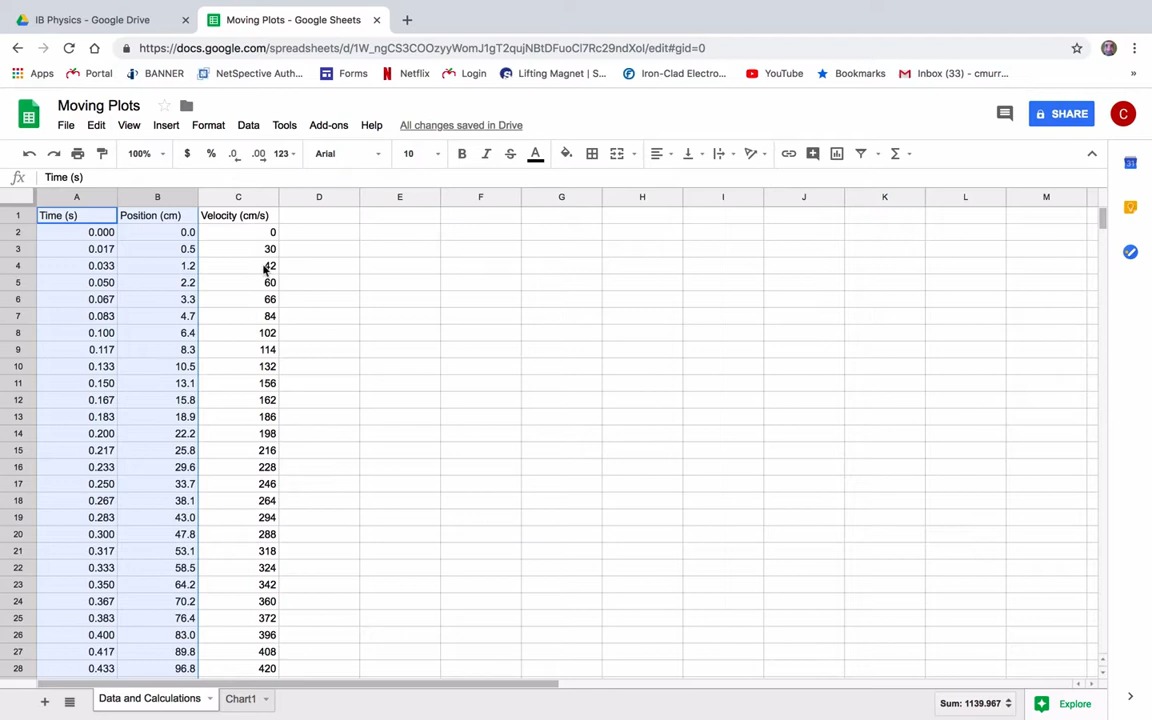 IB Physics - Google Drive
Moving Plots - Google Sheets
https://docs.google.com/spreadsheets/d/1W_ngCS3COOzyWomJ1gT2qujNBtDFuoCl7Rc29ndXoI/edit#gid=0
Apps Portal BANNER NetSpective Auth... Forms Netflix Login Lifting Magnet | S... Iron-Clad Electro... YouTube Bookmarks Inbox (33) - cmurr... »
Moving Plots
SHARE
C
File Edit View Insert Format Data Tools Add-ons Help All changes saved in Drive
100% $ % .0 .00 123 Arial 10 B I S A Σ
fx Time (s)
A B C D E F G H I J K L M
1 Time (s) Position (cm) Velocity (cm/s)
2 0.000 0.0 0
3 0.017 0.5 30
4 0.033 1.2 42
5 0.050 2.2 60
6 0.067 3.3 66
7 0.083 4.7 84
8 0.100 6.4 102
9 0.117 8.3 114
10 0.133 10.5 132
11 0.150 13.1 156
12 0.167 15.8 162
13 0.183 18.9 186
14 0.200 22.2 198
15 0.217 25.8 216
16 0.233 29.6 228
17 0.250 33.7 246
18 0.267 38.1 264
19 0.283 43.0 294
20 0.300 47.8 288
21 0.317 53.1 318
22 0.333 58.5 324
23 0.350 64.2 342
24 0.367 70.2 360
25 0.383 76.4 372
26 0.400 83.0 396
27 0.417 89.8 408
28 0.433 96.8 420
Data and Calculations Chart1 Sum: 1139.967 Explore